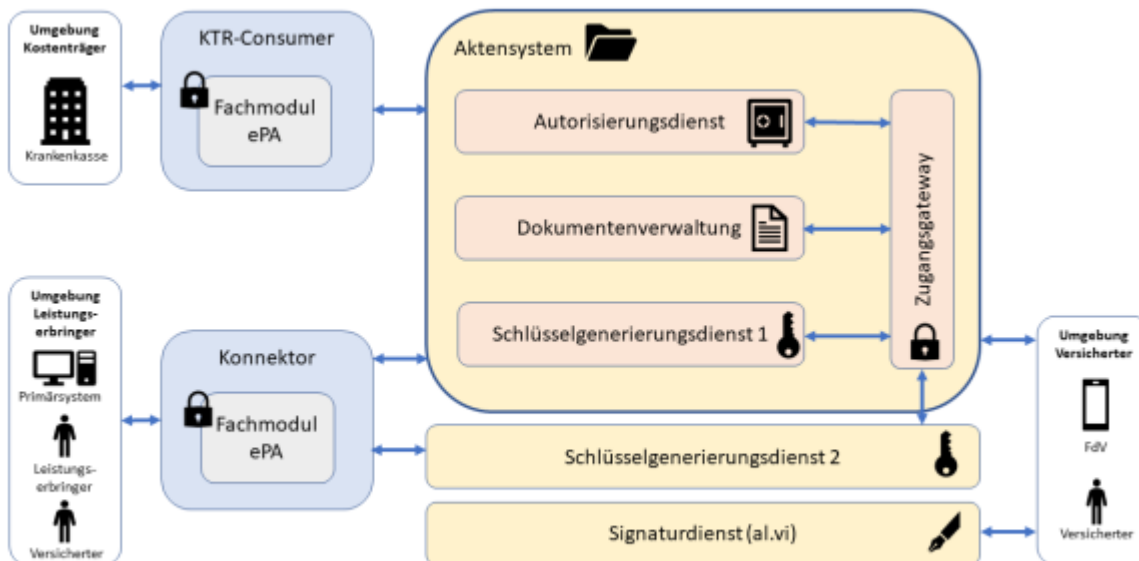 Umgebung
Kostenträger
Krankenkasse
KTR-Consumer
Fachmodul
ePA
Aktensystem
Autorisierungsdienst
Dokumentenverwaltung
Schlüsselgenerierungsdienst 1
Zugangsgateway
Umgebung
Leistungs-
erbringer
Primärsystem
Leistungs-
erbringer
Versicherter
Konnektor
Fachmodul
ePA
Schlüsselgenerierungsdienst 2
Signaturdienst (al.vi)
Umgebung
Versicherter
FdV
Versicherter